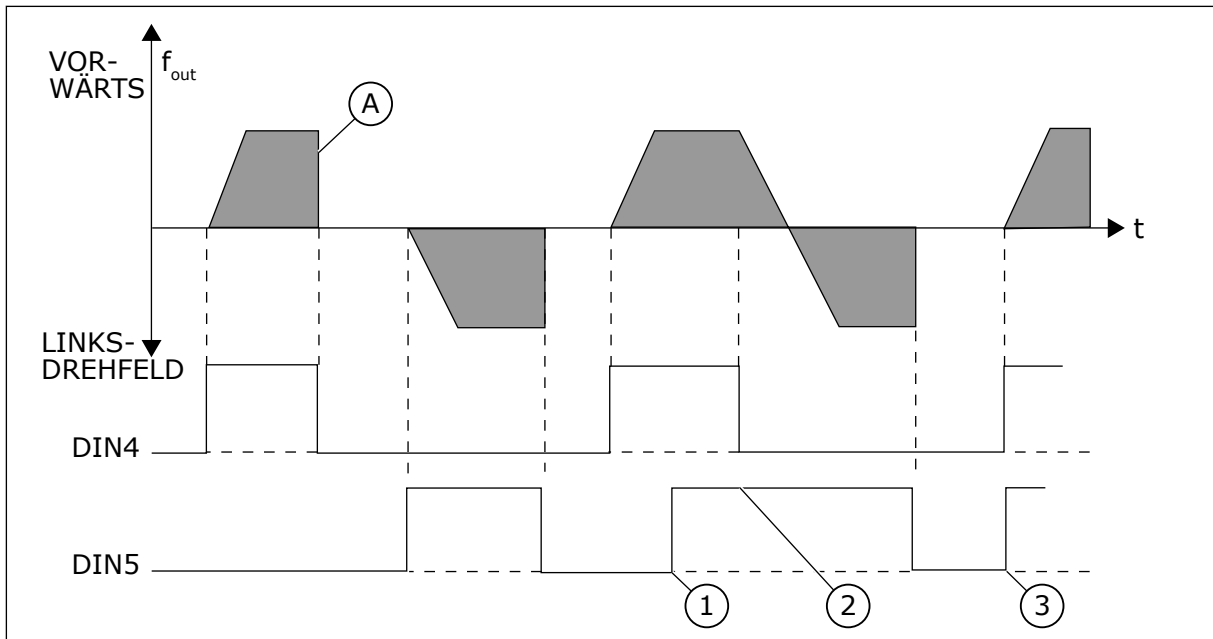 VOR-
WÄRTS
f_out
A
t
LINKS-
DREHFELD
DIN4
DIN5
1
2
3